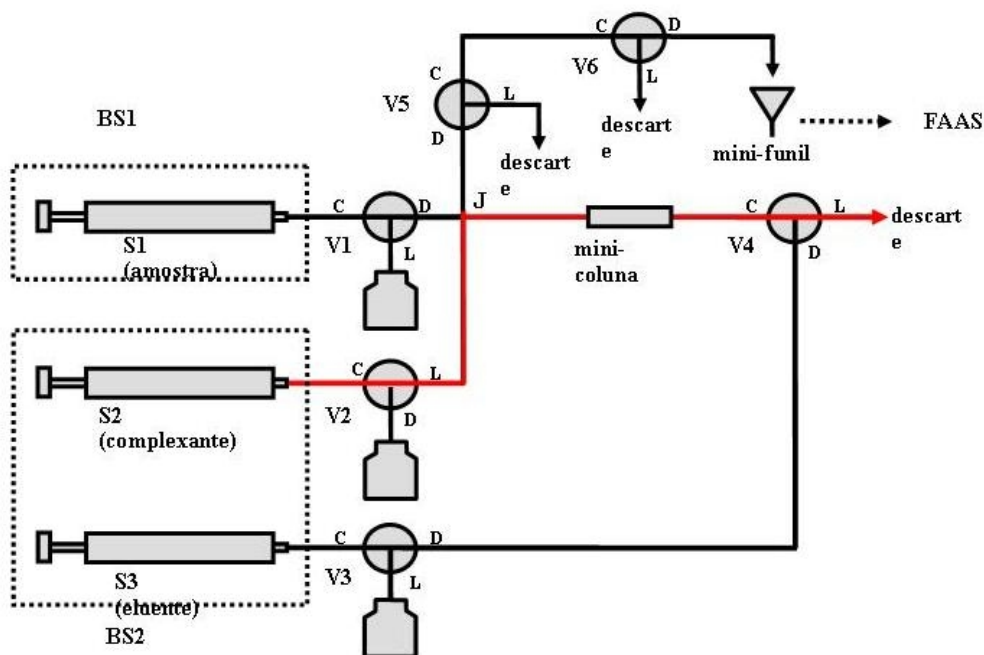 C
D
V6
L
C
V5
L
D
descart
e
descart
e
mini-funil
FAAS
BS1
S1
(amostra)
C
D
V1
L
J
mini-
coluna
C
L
V4
D
descart
e
S2
(complexante)
C
L
V2
D
S3
(eluente)
C
D
V3
L
BS2